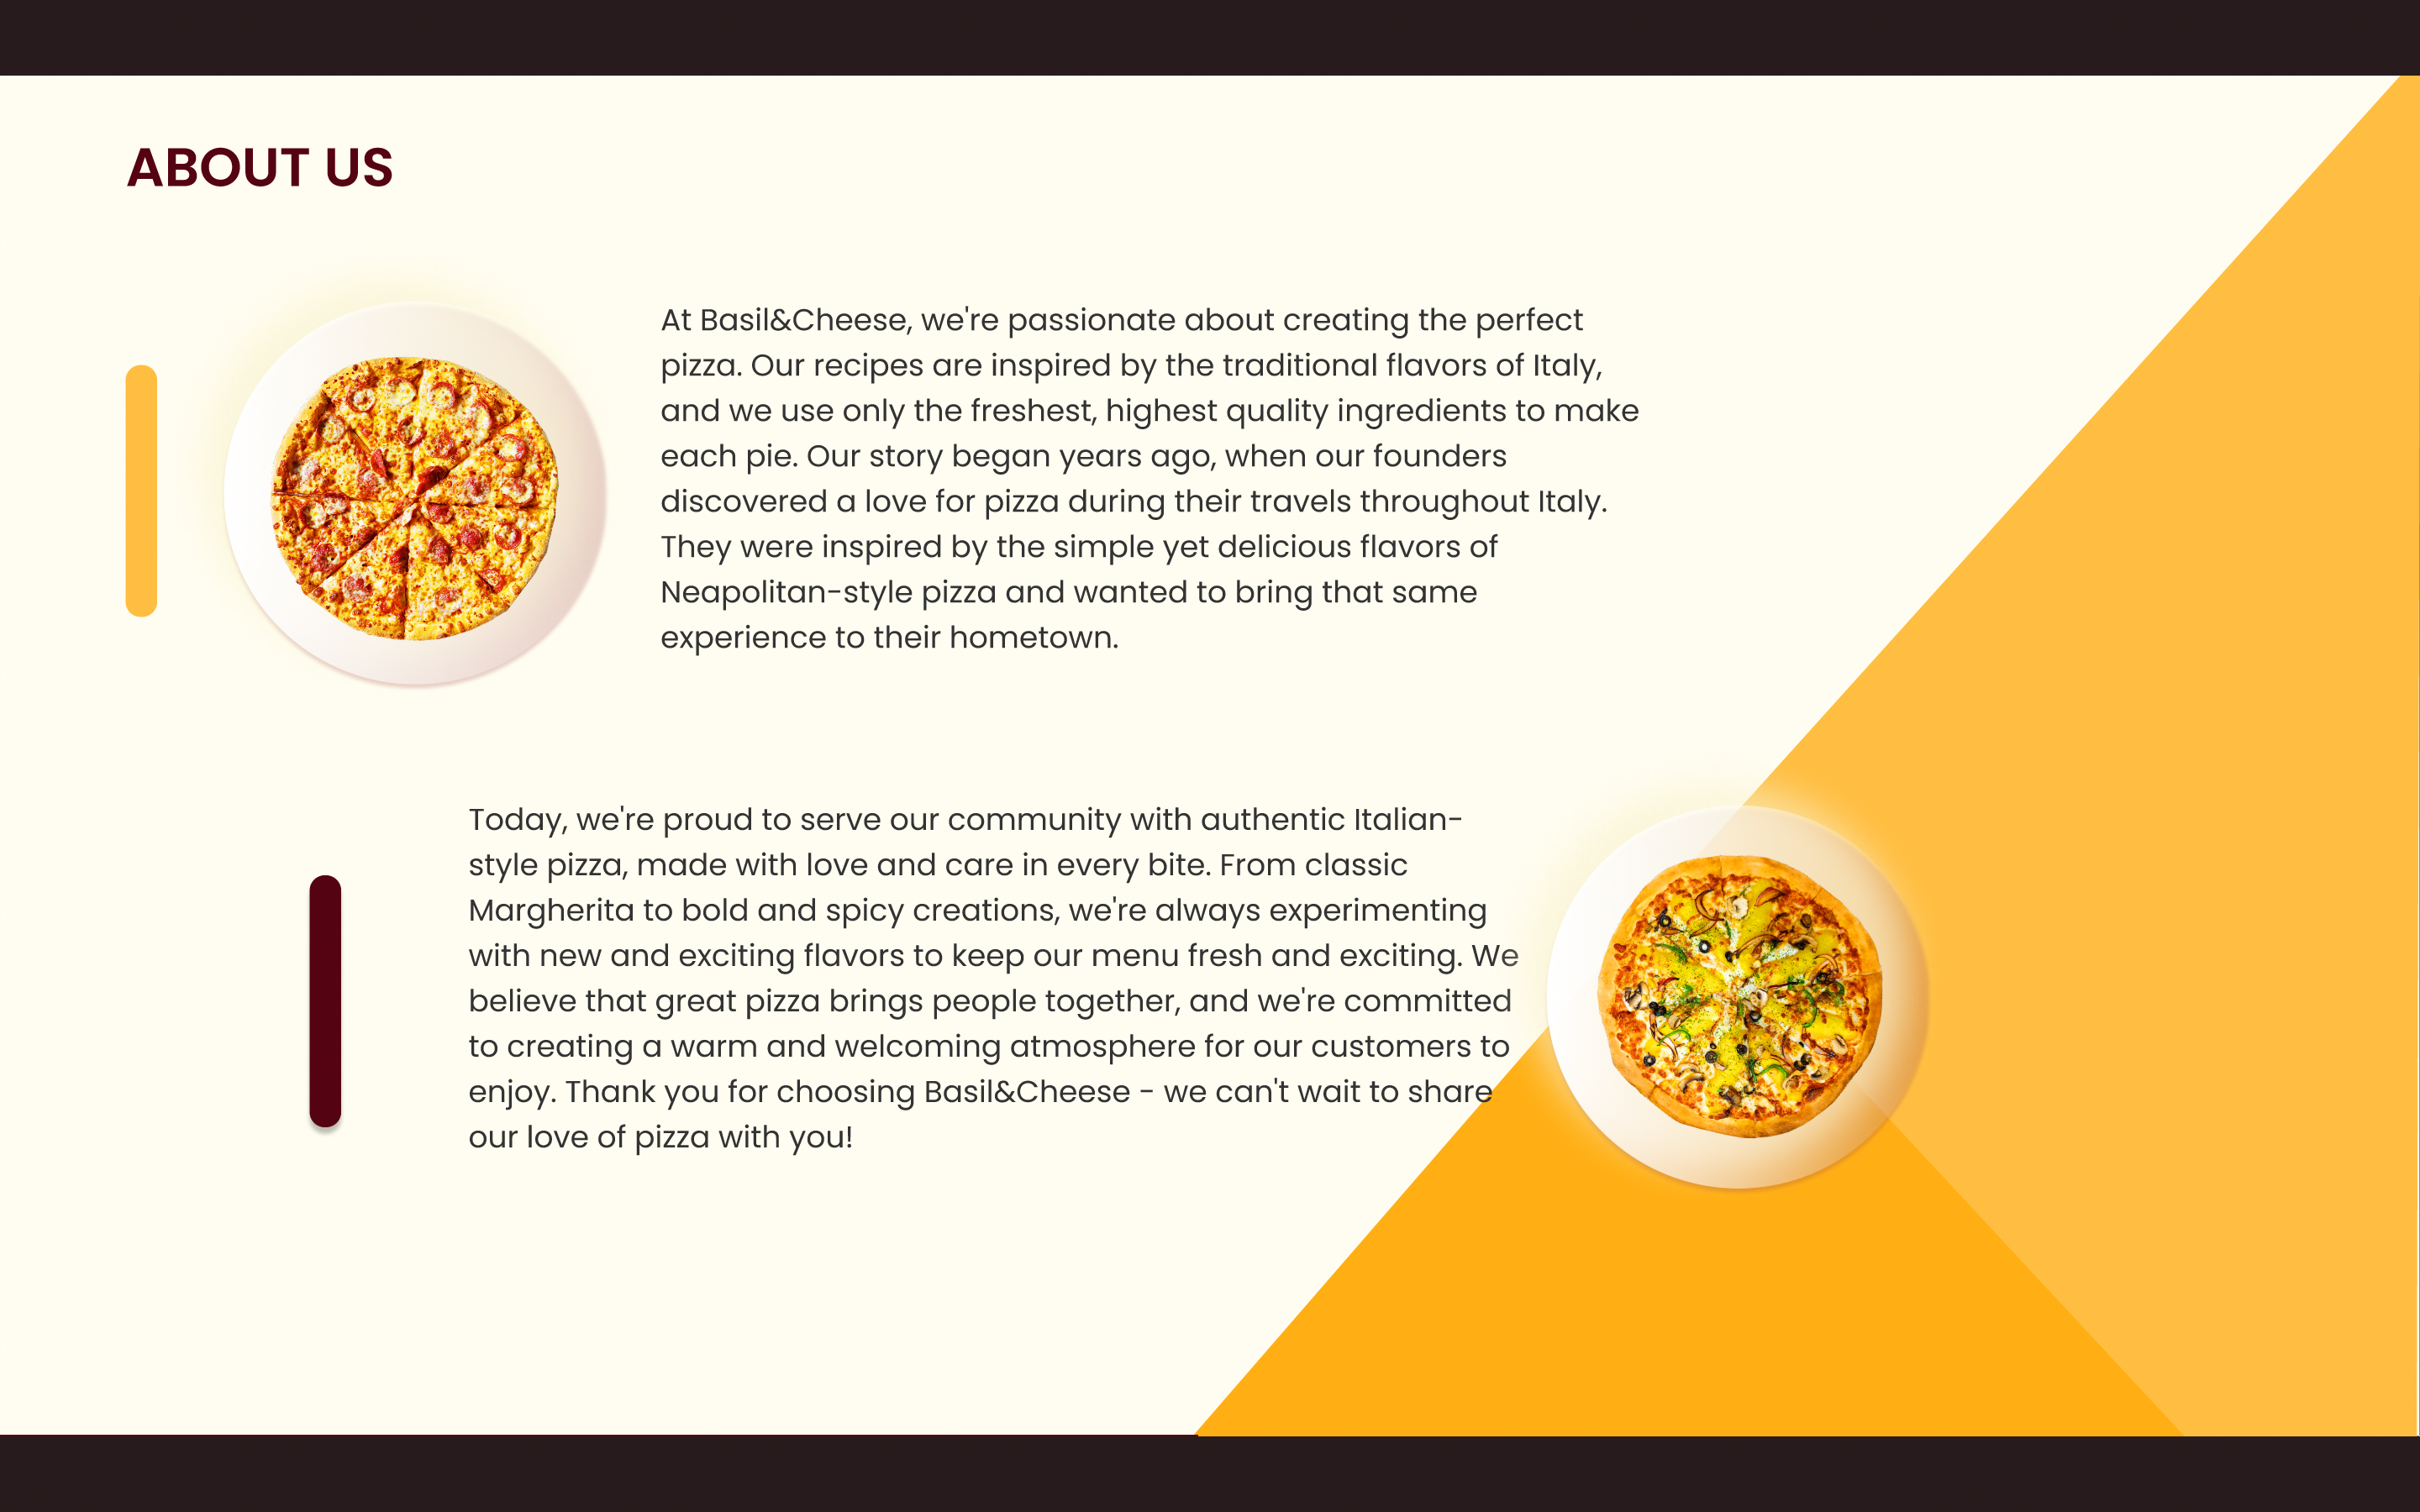 ABOUT US
At Basil&Cheese, we're passionate about creating the perfect
pizza. Our recipes are inspired by the traditional flavors of Italy,
and we use only the freshest, highest quality ingredients to make
each pie. Our story began years ago, when our founders
discovered a love for pizza during their travels throughout Italy.
They were inspired by the simple yet delicious flavors of
Neapolitan-style pizza and wanted to bring that same
experience to their hometown.
Today, we're proud to serve our community with authentic Italian-
style pizza, made with love and care in every bite. From classic
Margherita to bold and spicy creations, we're always experimenting
with new and exciting flavors to keep our menu fresh and exciting. We
believe that great pizza brings people together, and we're committed
to creating a warm and welcoming atmosphere for our customers to
enjoy. Thank you for choosing Basil&Cheese - we can't wait to share
our love of pizza with you!